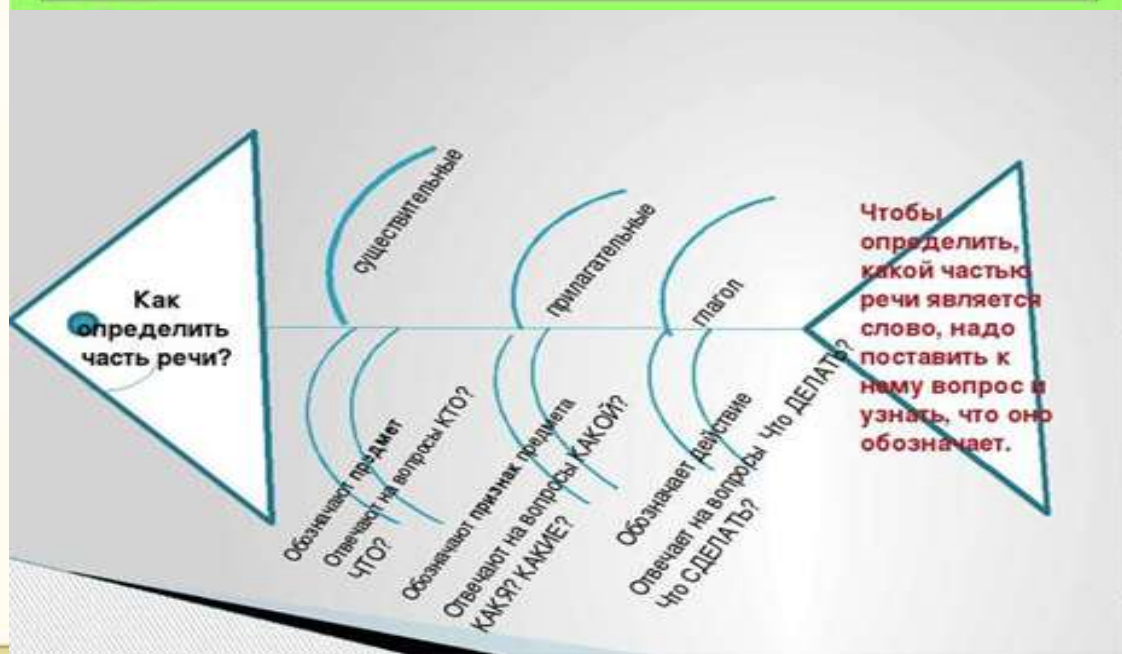 Как
определить
часть речи?
существительные
прилагательные
глагол
Обозначают предмет
Отвечают на вопросы КТО?
ЧТО?
Обозначают признак предмета
Отвечают на вопросы КАКОЙ?
КАКЯ? КАКИЕ?
Обозначает действие
Отвечает на вопросы Что ДЕЛАТЬ?
Что СДЕЛАТЬ?
Чтобы
определить,
какой частью
речи является
слово, надо
поставить к
нему вопрос и
узнать, что оно
обозначает.